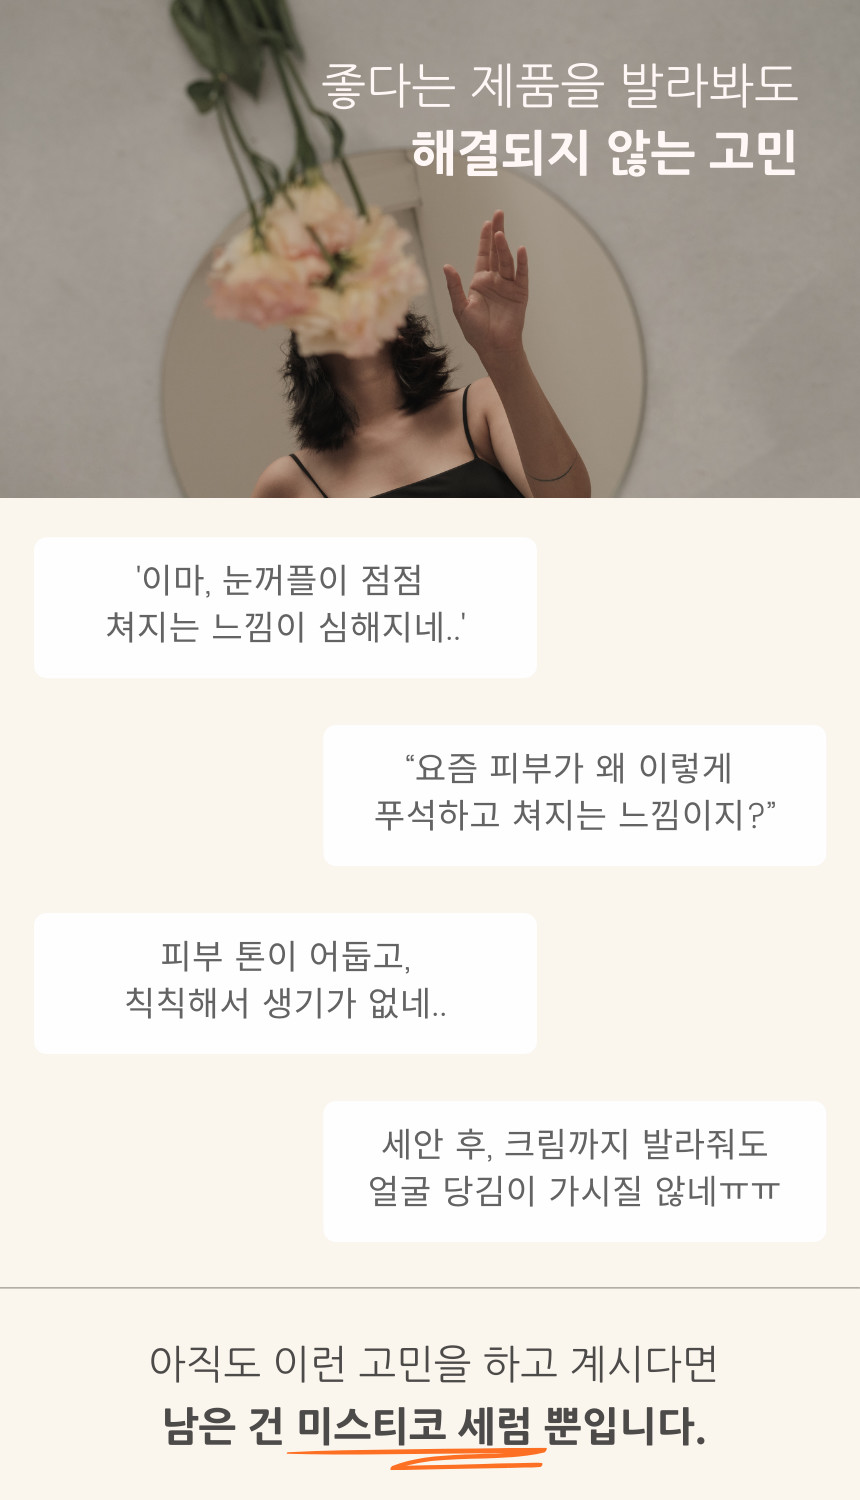 좋다는 제품을 발라봐도
해결되지 않는 고민
'이마, 눈꺼플이 점점
쳐지는 느낌이 심해지네..'
“요즘 피부가 왜 이렇게
푸석하고 쳐지는 느낌이지?”
피부 톤이 어둡고,
칙칙해서 생기가 없네..
세안 후, 크림까지 발라줘도
얼굴 당김이 가시질 않네ㅠㅠ
아직도 이런 고민을 하고 계시다면
남은 건 미스티코 세럼 뿐입니다.